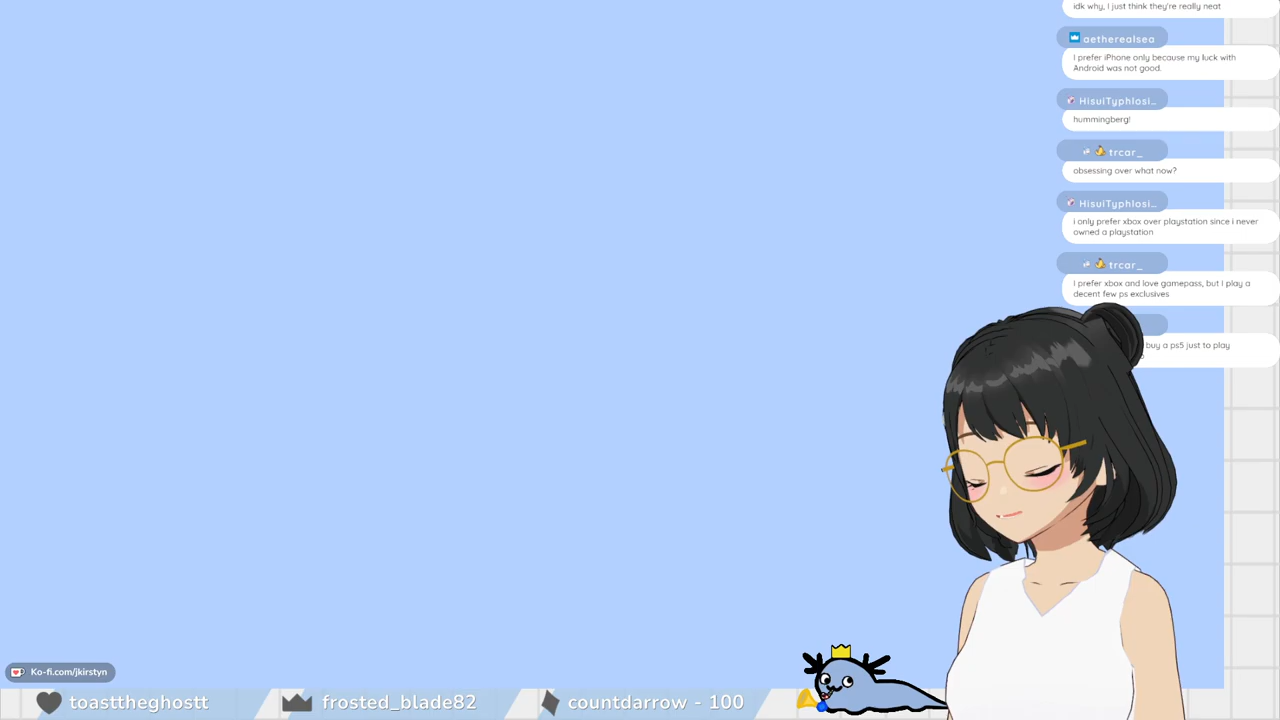 idk why, I just think they're really neat
aetherealsea
I prefer iPhone only because my luck with
Android was not good.
HisuiTyphlosi...
hummingberg!
trcar_
obsessing over what now?
HisuiTyphlosi...
i only prefer xbox over playstation since i never
owned a playstation
trcar_
I prefer xbox and love gamepass, but I play a
decent few ps exclusives
buy a ps5 just to play
Ko-fi.com/jkirstyn
toasttheghostt
frosted_blade82
countdarrow - 100